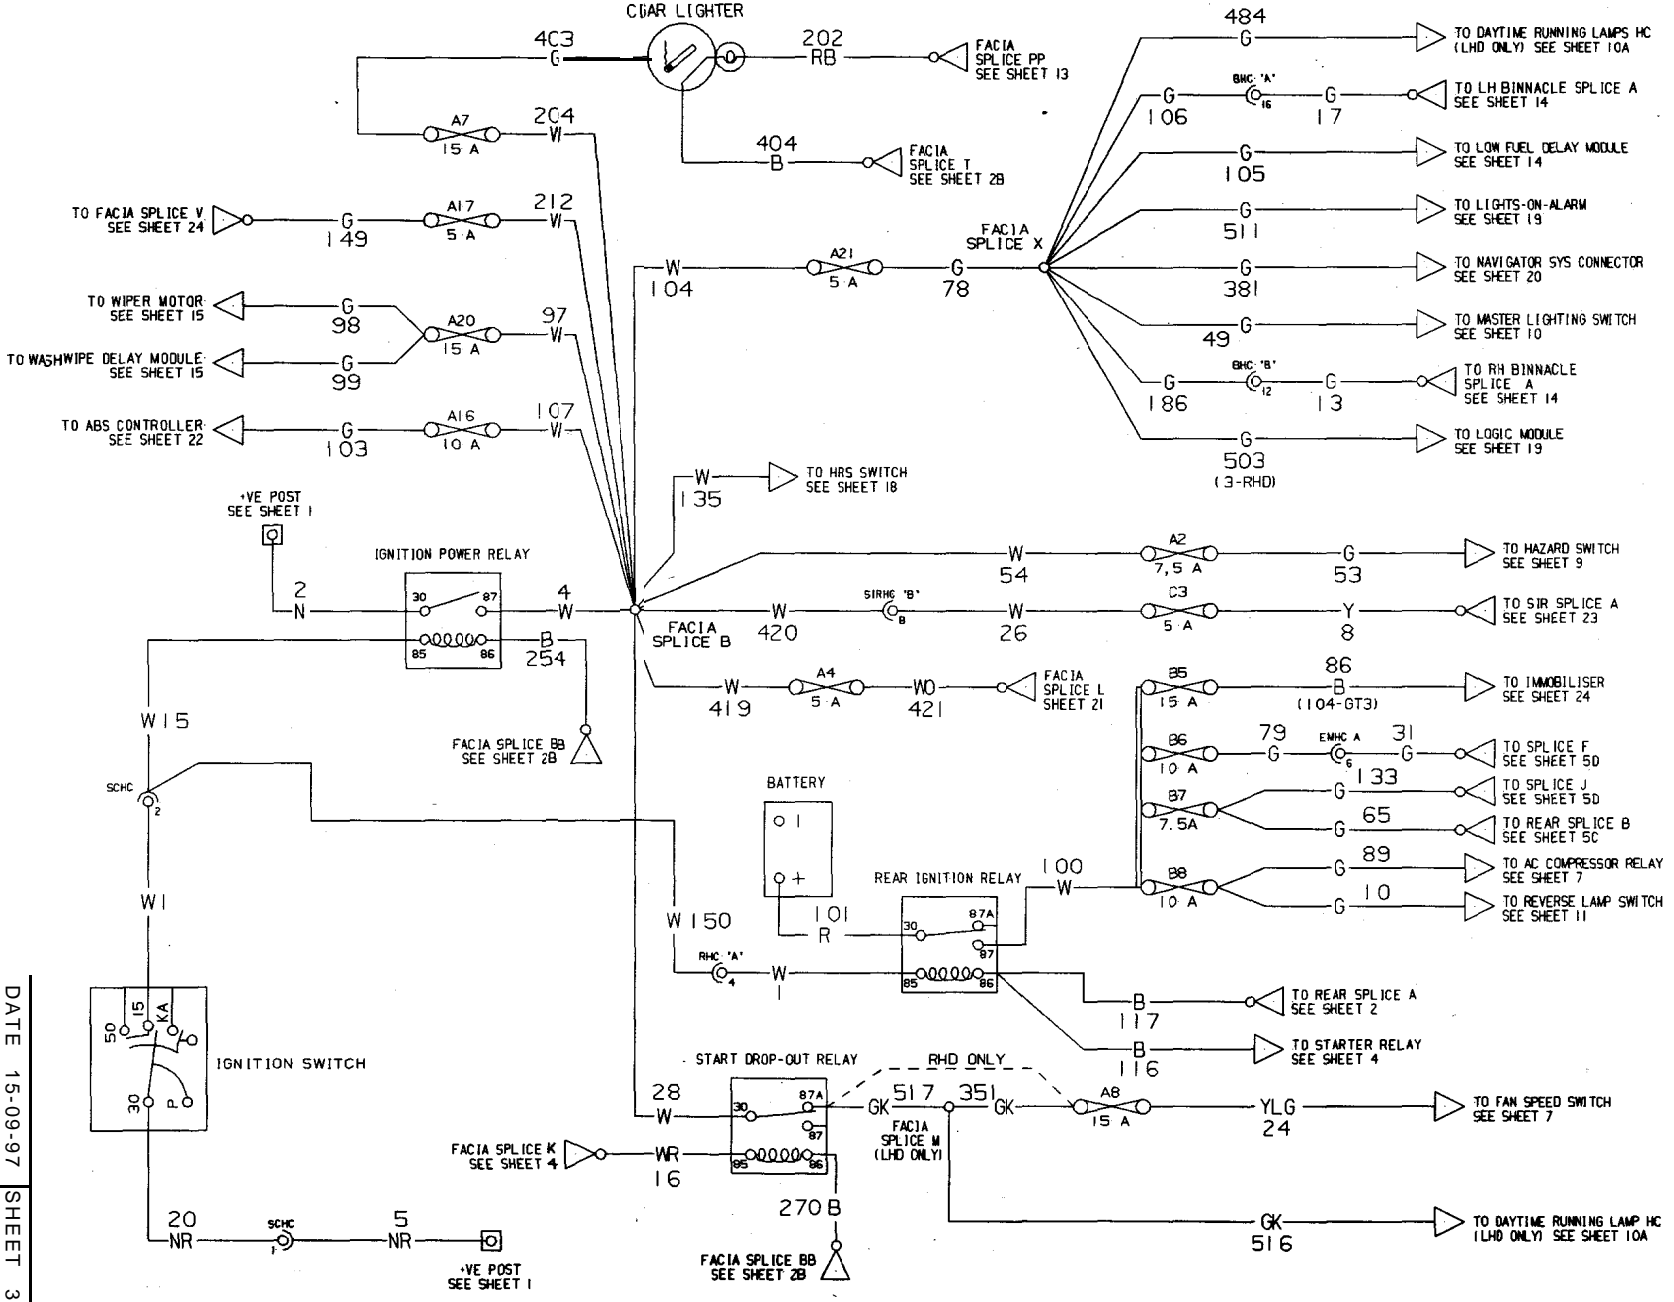 CIGAR LIGHTER
403
G
202
RB
FACIA
SPLICE PP
SEE SHEET 13
A7
15 A
204
W
404
B
FACIA
SPLICE T
SEE SHEET 2B
TO FACIA SPLICE V
SEE SHEET 24
G
149
A17
5 A
212
W
TO WIPER MOTOR
SEE SHEET 15
G
98
A20
15 A
97
W
TO WASHWIPE DELAY MODULE
SEE SHEET 15
G
99
TO ABS CONTROLLER
SEE SHEET 22
G
103
A16
10 A
107
W
W
104
A21
5 A
G
78
FACIA
SPLICE X
484
G
TO DAYTIME RUNNING LAMPS HC
(LHD ONLY) SEE SHEET 10A
G
106
BHC 'A'
16
G
17
TO LH BINNACLE SPLICE A
SEE SHEET 14
G
105
TO LOW FUEL DELAY MODULE
SEE SHEET 14
G
511
TO LIGHTS-ON-ALARM
SEE SHEET 19
G
381
TO NAVIGATOR SYS CONNECTOR
SEE SHEET 20
49
G
TO MASTER LIGHTING SWITCH
SEE SHEET 10
G
186
BHC 'B'
12
G
13
TO RH BINNACLE
SPLICE A
SEE SHEET 14
G
503
(3-RHD)
TO LOGIC MODULE
SEE SHEET 19
W
135
TO HRS SWITCH
SEE SHEET 18
+VE POST
SEE SHEET 1
2
N
IGNITION POWER RELAY
30
87
85
86
4
W
B
254
FACIA SPLICE BB
SEE SHEET 2B
FACIA
SPLICE B
W
54
A2
7,5 A
G
53
TO HAZARD SWITCH
SEE SHEET 9
W
420
SIRHC 'B'
8
W
26
C3
5 A
Y
8
TO SIR SPLICE A
SEE SHEET 23
W
419
A4
5 A
WO
421
FACIA
SPLICE L
SHEET 21
B5
15 A
86
B
(104-GT3)
TO IMMOBILISER
SEE SHEET 24
B6
10 A
79
G
EMHC A
6
31
G
TO SPLICE F
SEE SHEET 5D
B7
7.5A
G
133
TO SPLICE J
SEE SHEET 5D
G
65
TO REAR SPLICE B
SEE SHEET 5C
B8
10 A
G
89
TO AC COMPRESSOR RELAY
SEE SHEET 7
G
10
TO REVERSE LAMP SWITCH
SEE SHEET 11
W 15
SCHC
2
W 1
BATTERY
+
101
R
REAR IGNITION RELAY
30
87A
87
85
86
100
W
W 150
RHC 'A'
4
W
1
B
117
TO REAR SPLICE A
SEE SHEET 2
B
116
TO STARTER RELAY
SEE SHEET 4
50
15
KA
30
P
IGNITION SWITCH
START DROP-OUT RELAY
30
87A
87
85
86
28
W
FACIA SPLICE K
SEE SHEET 4
WR
16
RHD ONLY
GK
517
351
GK
FACIA
SPLICE M
(LHD ONLY)
A8
15 A
YLG
24
TO FAN SPEED SWITCH
SEE SHEET 7
270 B
FACIA SPLICE BB
SEE SHEET 2B
GK
516
TO DAYTIME RUNNING LAMP HC
(LHD ONLY) SEE SHEET 10A
20
NR
SCHC
1
5
NR
+VE POST
SEE SHEET 1
DATE 15-09-97 SHEET 3